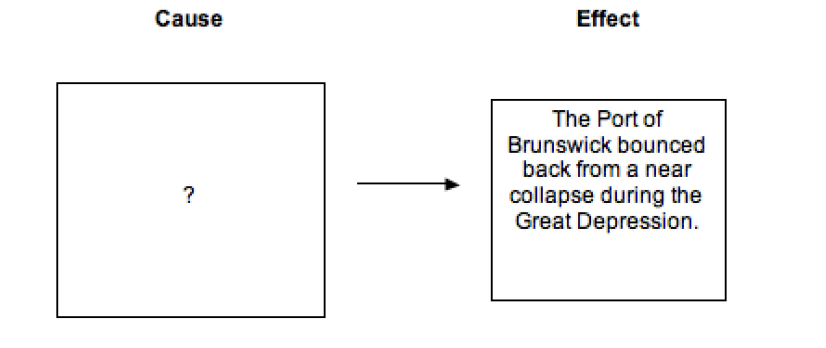 Cause
Effect
?
The Port of
Brunswick bounced
back from a near
collapse during the
Great Depression.